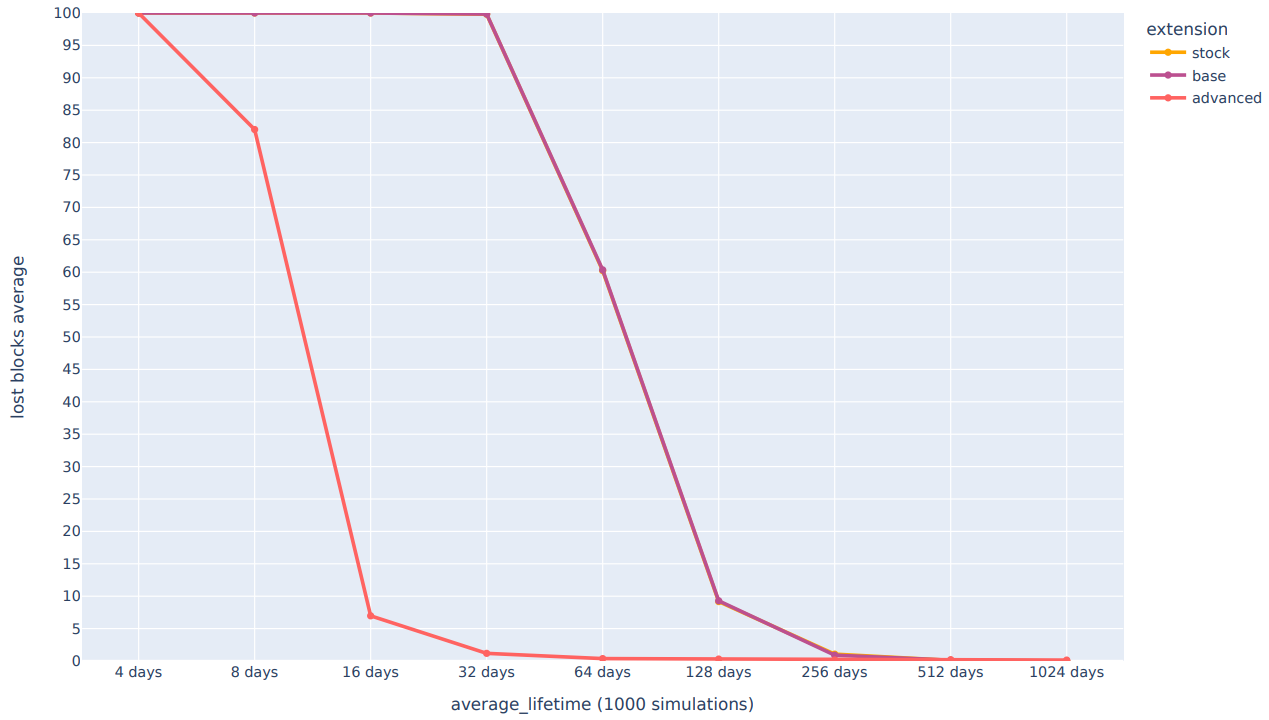 100
95
90
85
80
75
70
65
60
55
50
45
40
35
30
25
20
15
10
5
0
lost blocks average
4 days
8 days
16 days
32 days
64 days
128 days
256 days
512 days
1024 days
average_lifetime (1000 simulations)
extension
stock
base
advanced